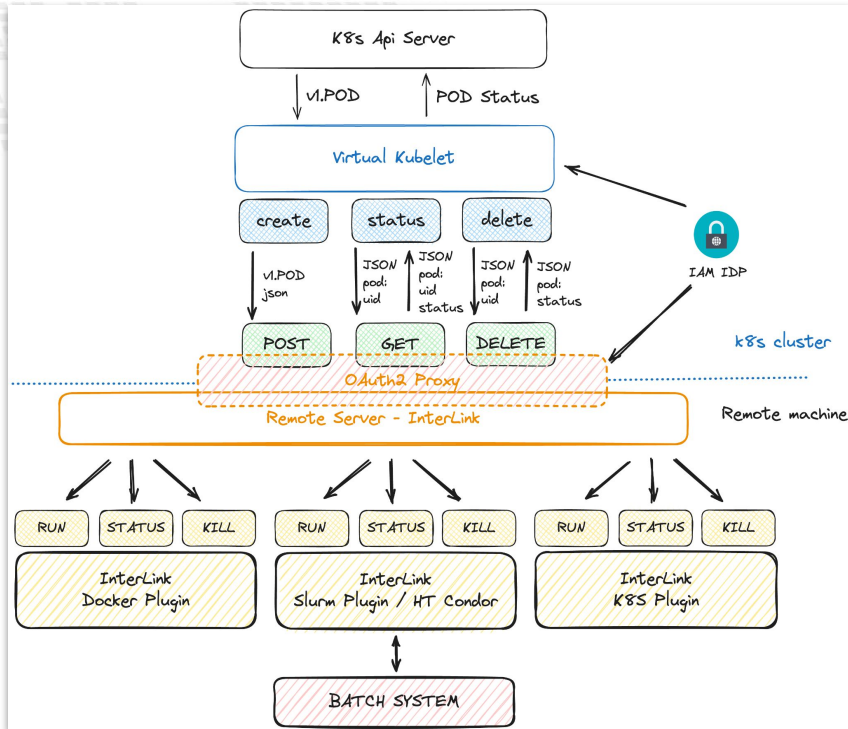 K8s Api Server
v1.POD
POD Status
Virtual Kubelet
create
status
delete
IAM IDP
v1.POD
json
JSON
pod:
uid
JSON
pod:
uid
status
JSON
pod:
uid
JSON
pod:
status
POST
GET
DELETE
k8s cluster
OAuth2 Proxy
Remote Server - InterLink
Remote machine
RUN
STATUS
KILL
RUN
STATUS
KILL
RUN
STATUS
KILL
InterLink
Docker Plugin
InterLink
Slurm Plugin / HT Condor
InterLink
K8S Plugin
BATCH SYSTEM